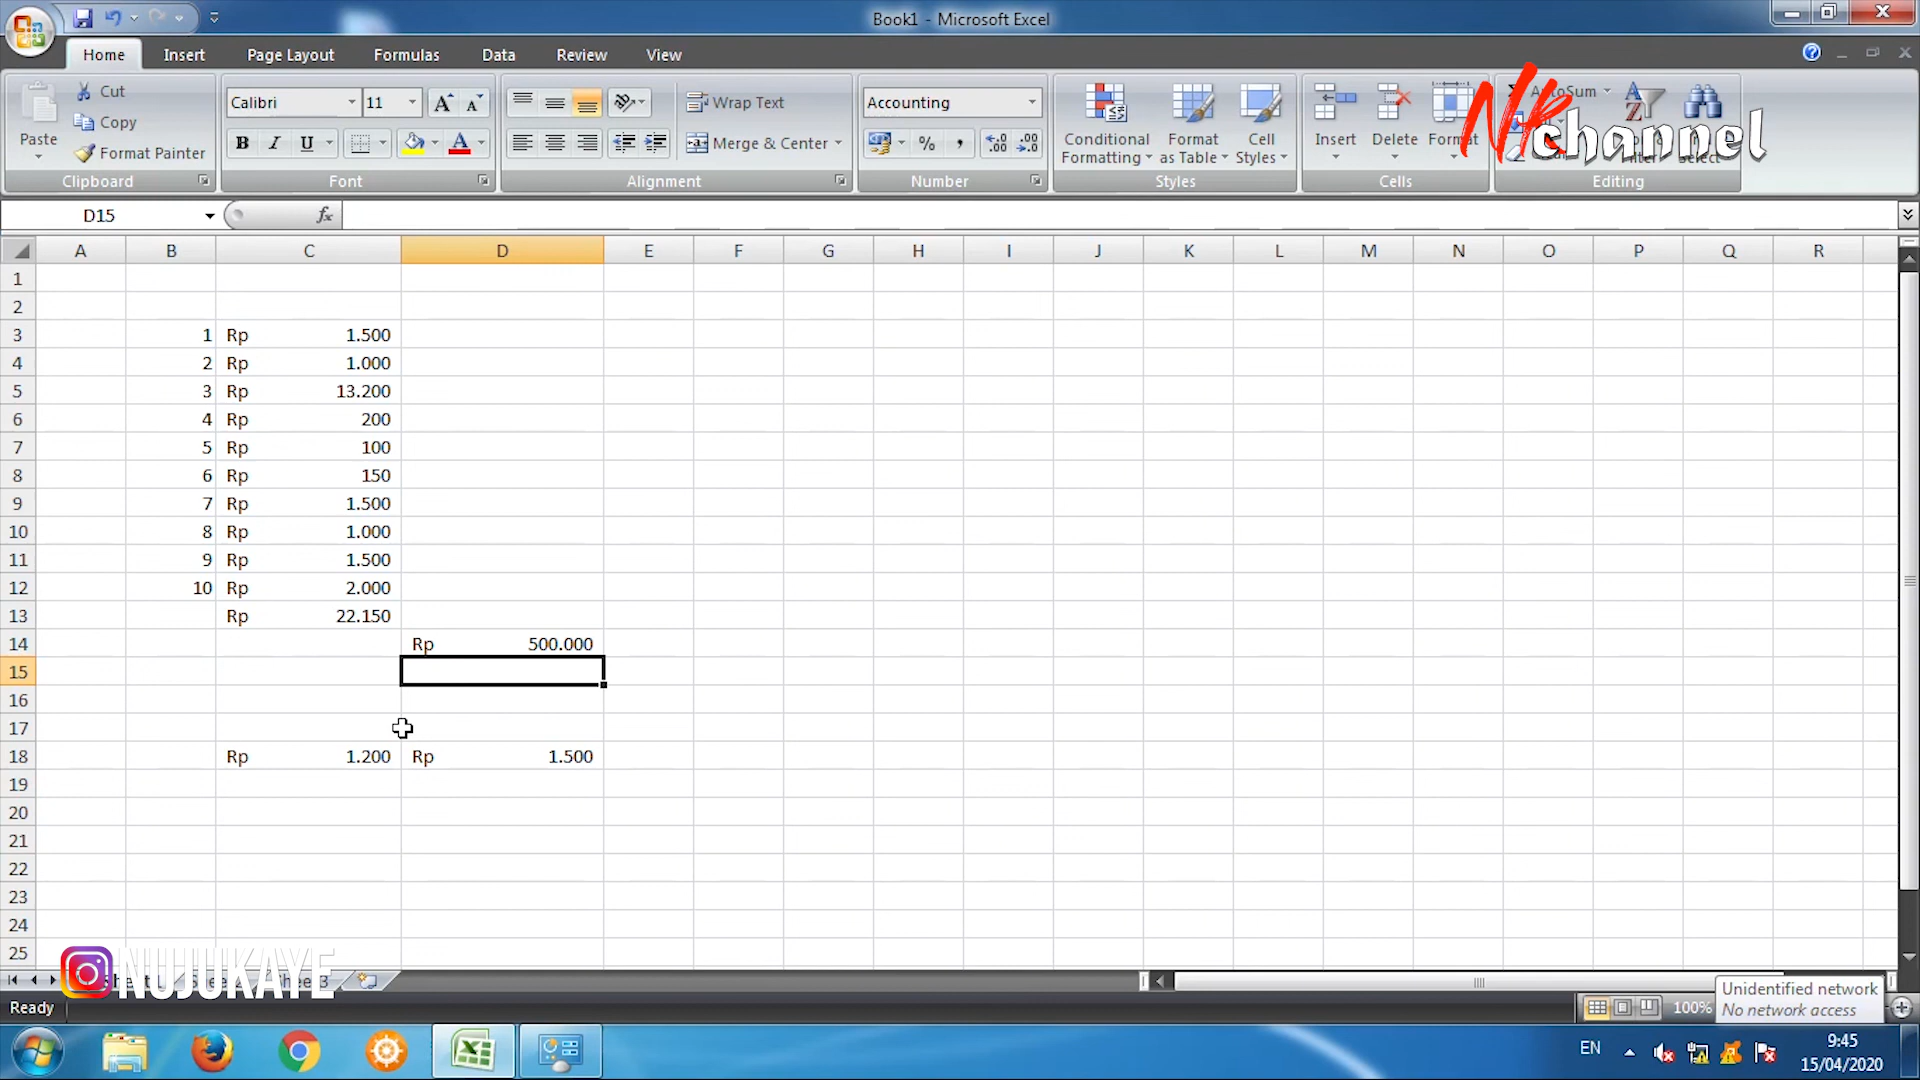 Book1 - Microsoft Excel
Home Insert Page Layout Formulas Data Review View
Paste
Cut
Copy
Format Painter
Clipboard
Calibri 11
B I U
Font
Wrap Text
Merge & Center
Alignment
Accounting
%
Number
Conditional Formatting
Format as Table
Cell Styles
Styles
Insert
Delete
Format
Cells
AutoSum
Editing
NK channel
D15
fx
A B C D E F G H I J K L M N O P Q R
1
2
3 1 Rp 1.500
4 2 Rp 1.000
5 3 Rp 13.200
6 4 Rp 200
7 5 Rp 100
8 6 Rp 150
9 7 Rp 1.500
10 8 Rp 1.000
11 9 Rp 1.500
12 10 Rp 2.000
13 Rp 22.150
14 Rp 500.000
15
16
17
18 Rp 1.200 Rp 1.500
19
20
21
22
23
24
25
NUJUKAYE
Ready
100%
Unidentified network
No network access
EN
9:45
15/04/2020